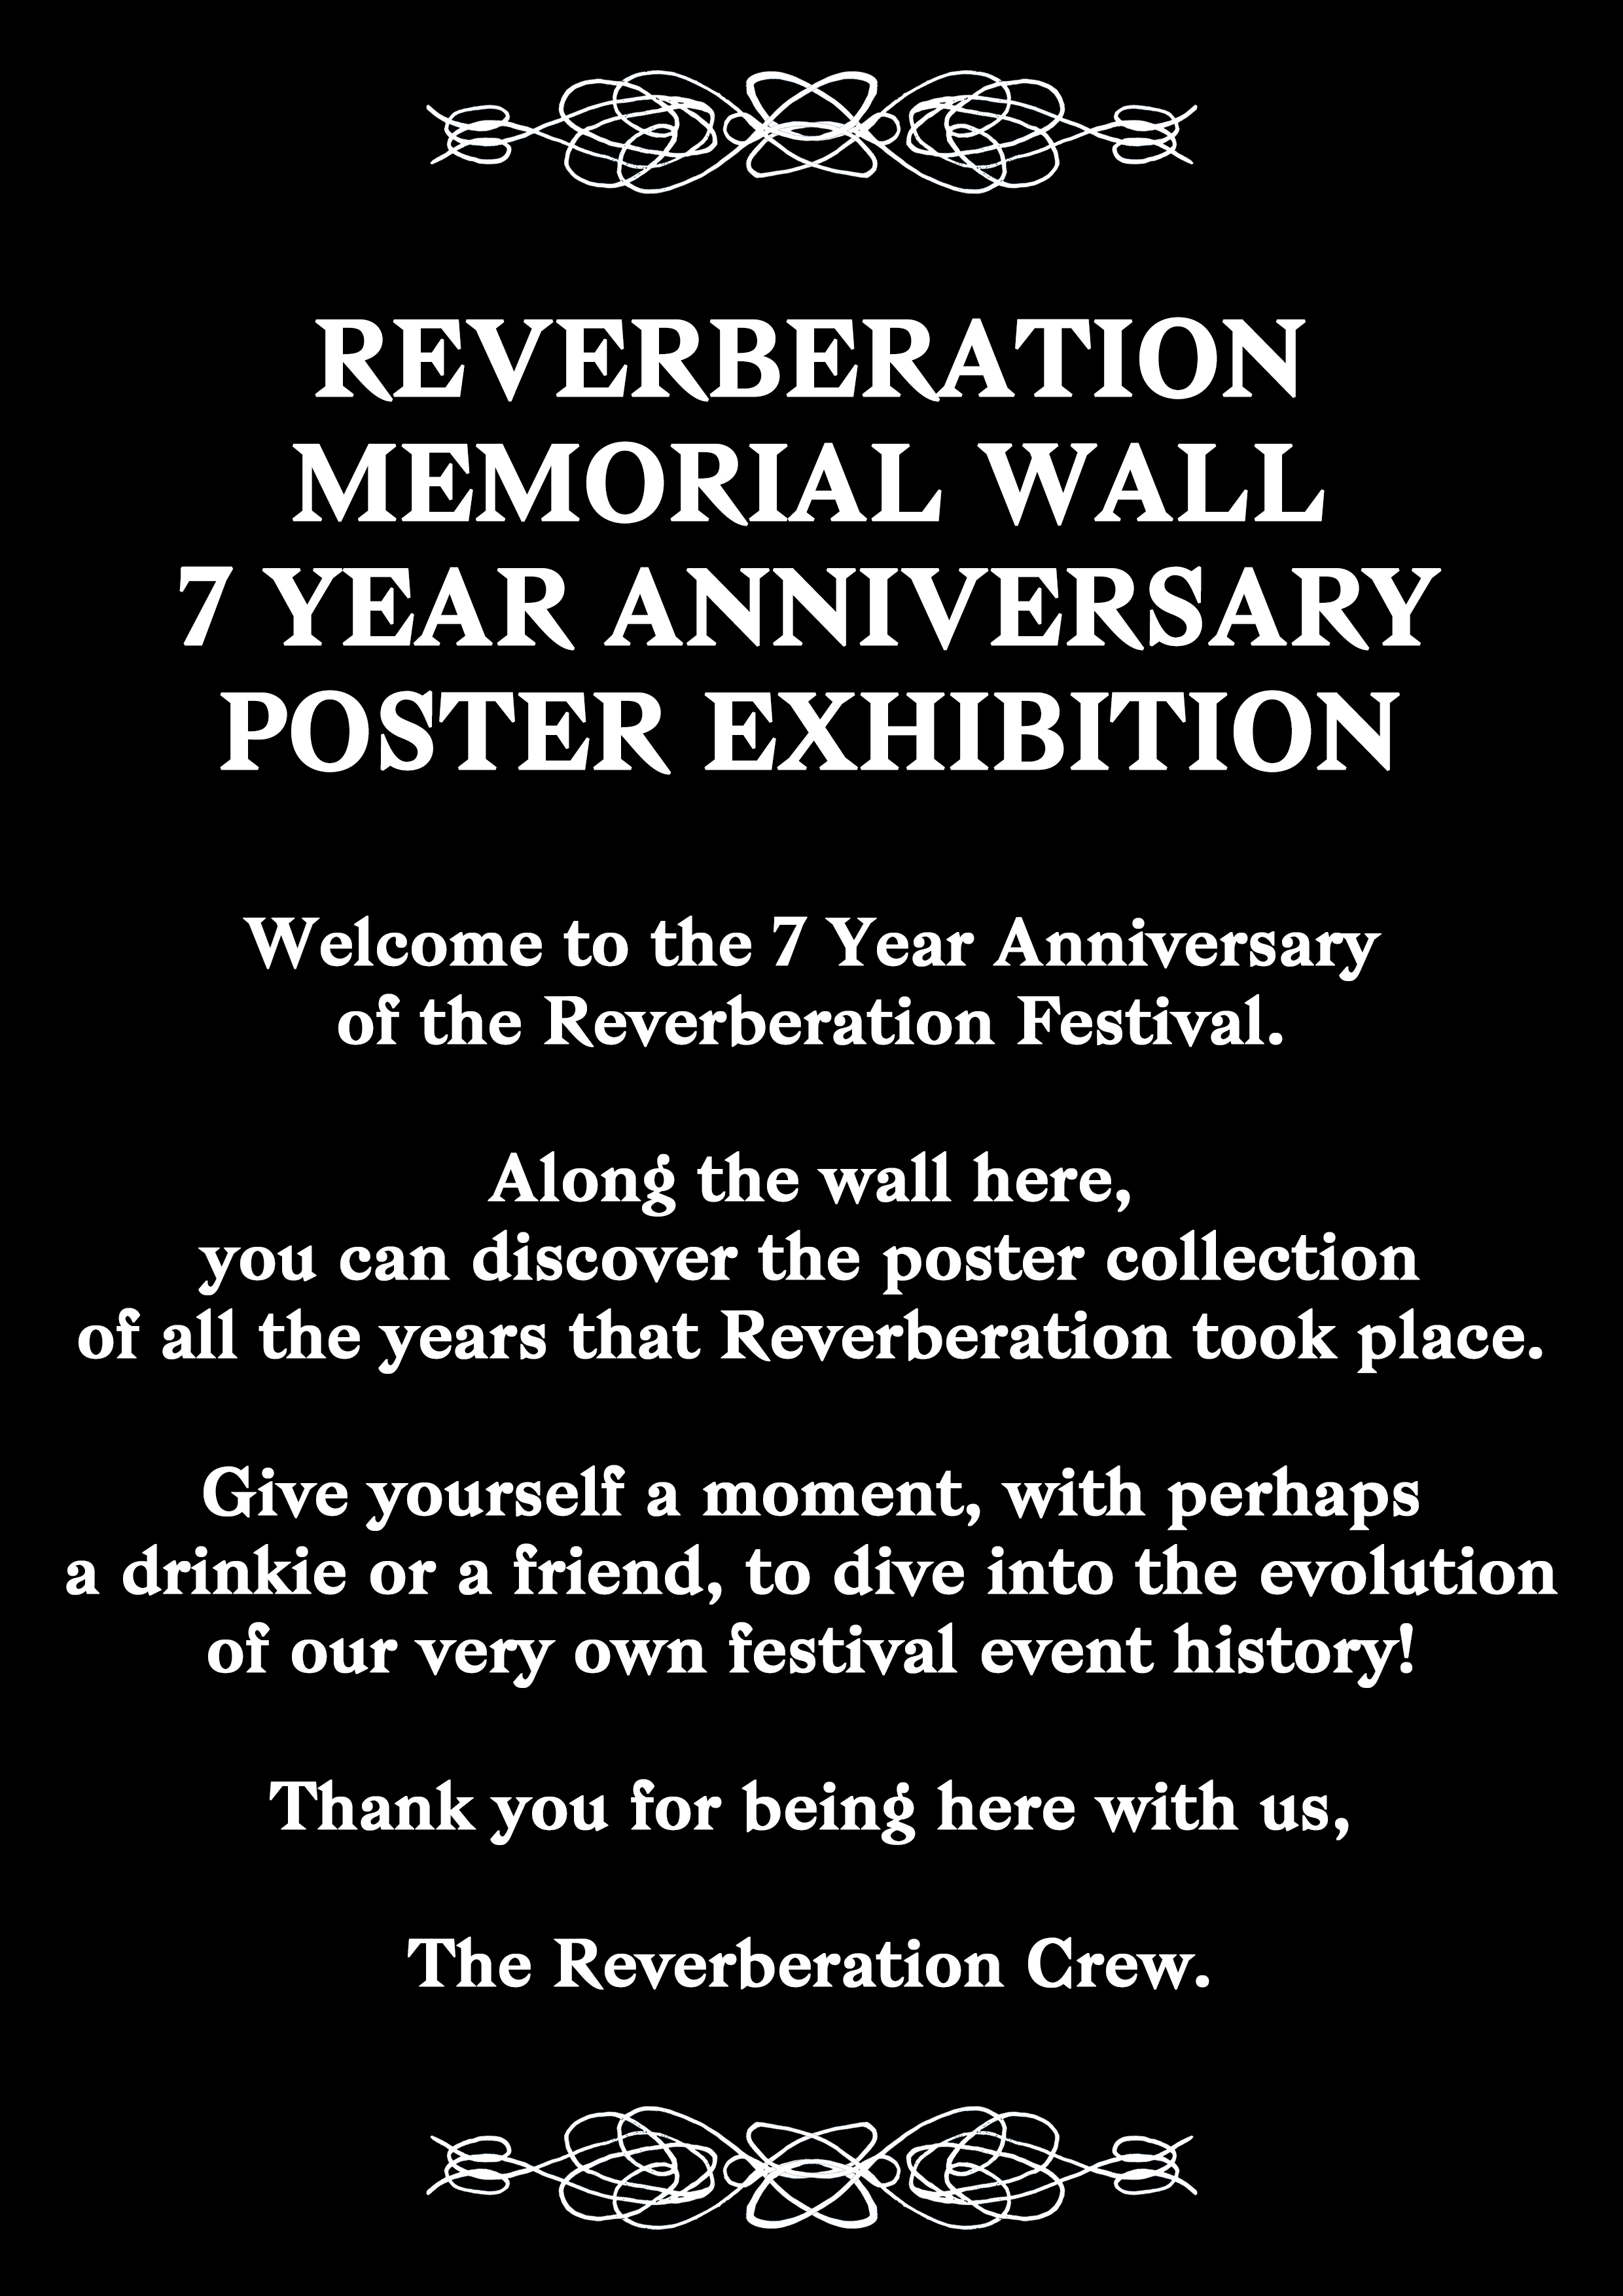 REVERBERATION
MEMORIAL WALL
7 YEAR ANNIVERSARY
POSTER EXHIBITION
Welcome to the 7 Year Anniversary
of the Reverberation Festival.
Along the wall here,
you can discover the poster collection
of all the years that Reverberation took place.
Give yourself a moment, with perhaps
a drinkie or a friend, to dive into the evolution
of our very own festival event history!
Thank you for being here with us,
The Reverberation Crew.